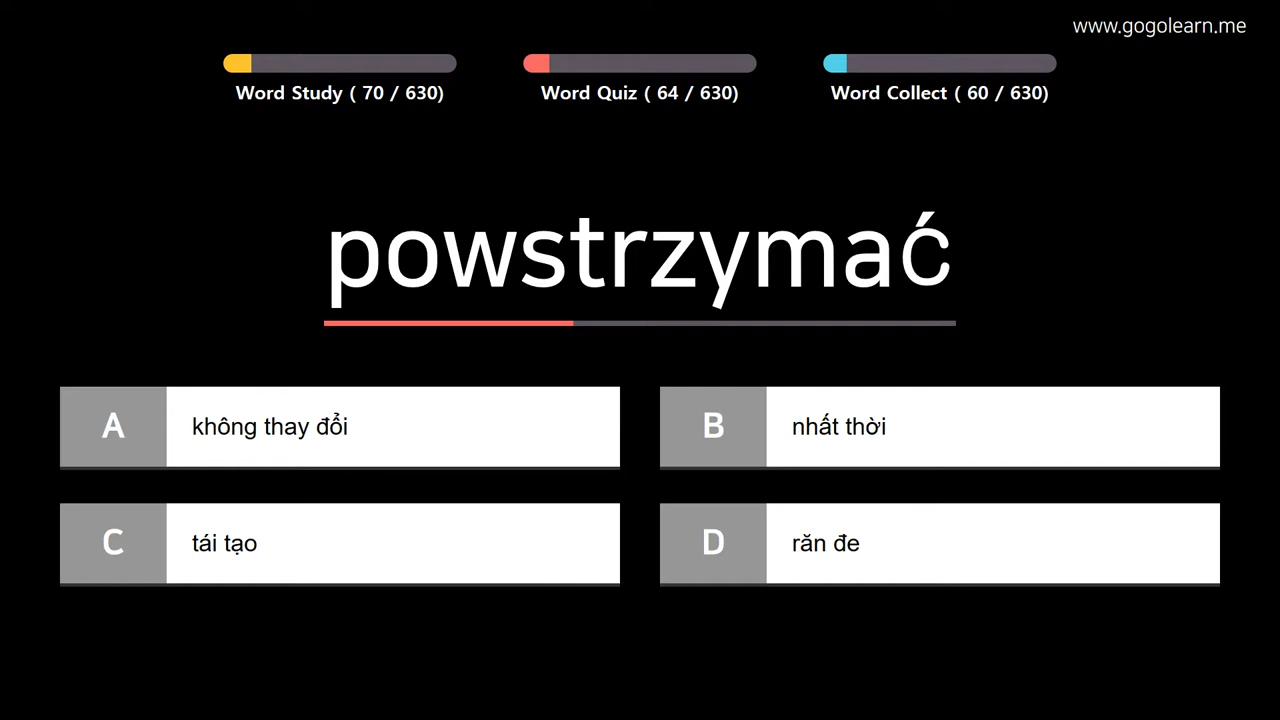 www.gogolearn.me
Word Study ( 70 / 630)
Word Quiz ( 64 / 630)
Word Collect ( 60 / 630)
powstrzymać
A không thay đổi
B nhất thời
C tái tạo
D răn đe